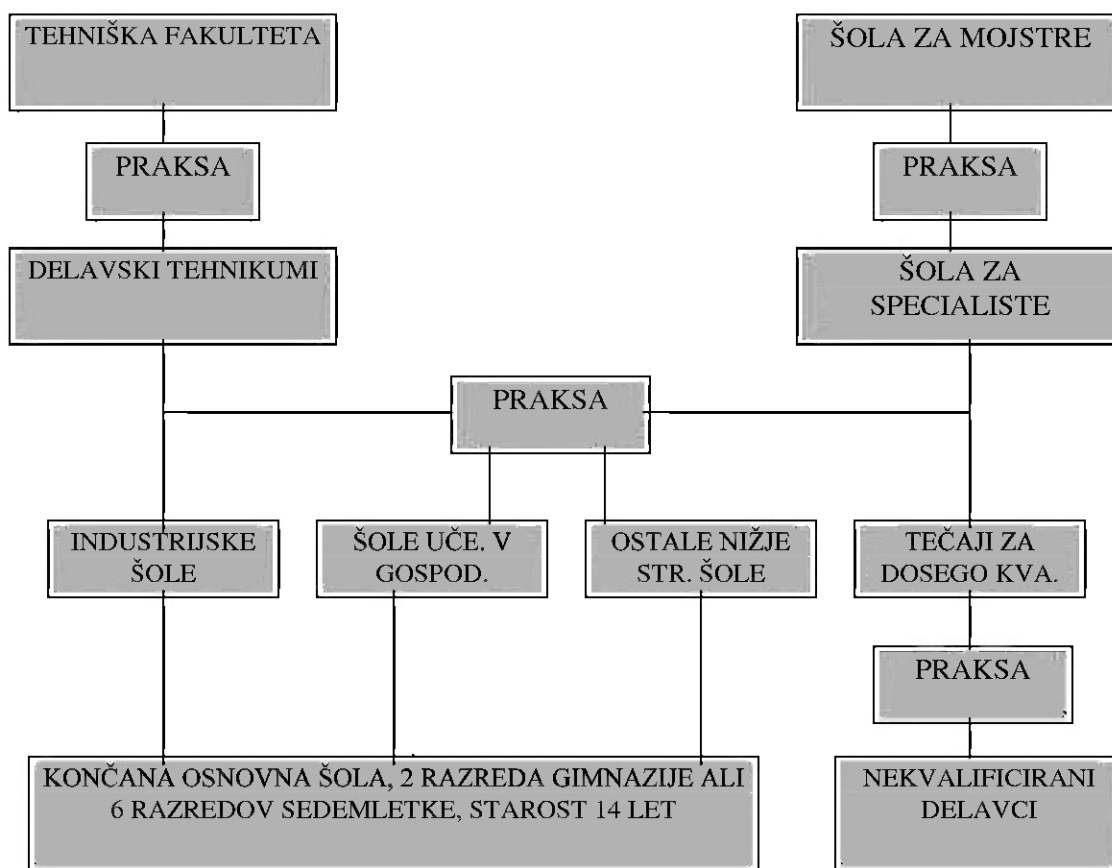 TEHNIŠKA FAKULTETA
ŠOLA ZA MOJSTRE
PRAKSA
PRAKSA
DELAVSKI TEHNIKUMI
ŠOLA ZA
SPECIALISTE
PRAKSA
INDUSTRIJSKE
ŠOLE
ŠOLE UČE. V
GOSPOD.
OSTALE NIŽJE
STR. ŠOLE
TEČAJI ZA
DOSEGO KVA.
PRAKSA
KONČANA OSNOVNA ŠOLA, 2 RAZREDA GIMNAZIJE ALI
6 RAZREDOV SEDEMLETKE, STAROST 14 LET
NEKVALIFICIRANI
DELAVCI